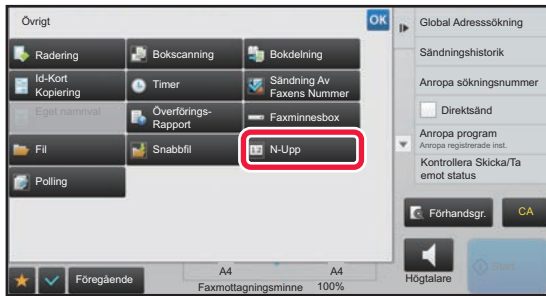 Övrigt
OK
Radering
Bokscanning
Bokdelning
Id-Kort
Kopiering
Timer
Sändning Av
Faxens Nummer
Eget namnval
Överförings-
Rapport
Faxminnesbox
Fil
Snabbfil
N-Upp
Polling
Föregående
A4
A4
Faxmottagningsminne
100%
Global Adresssökning
Sändningshistorik
Anropa sökningsnummer
Direktsänd
Anropa program
Anropa registrerade inst.
Kontrollera Skicka/Ta
emot status
Förhandsgr.
CA
Högtalare
Start